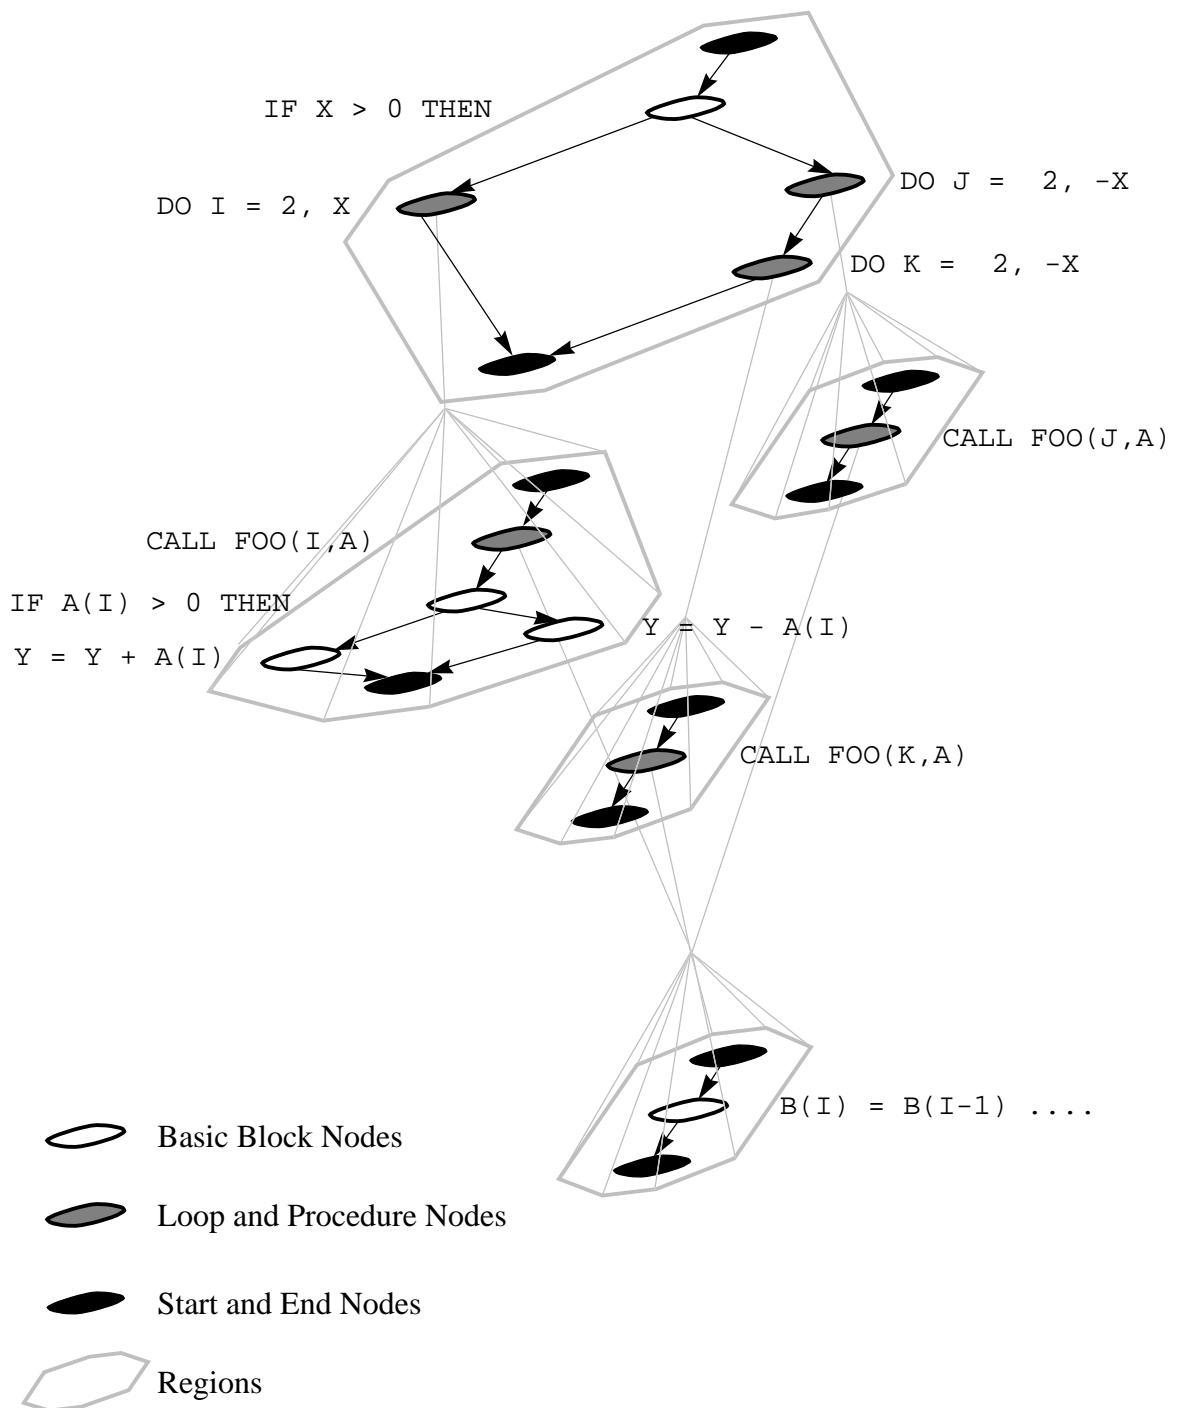 IF X > 0 THEN
DO J =  2, -X
DO I = 2, X
DO K =  2, -X
CALL FOO(J,A)
CALL FOO(I,A)
IF A(I) > 0 THEN
Y = Y - A(I)
Y = Y + A(I)
CALL FOO(K,A)
B(I) = B(I-1) ....
Basic Block Nodes
Loop and Procedure Nodes
Start and End Nodes
Regions